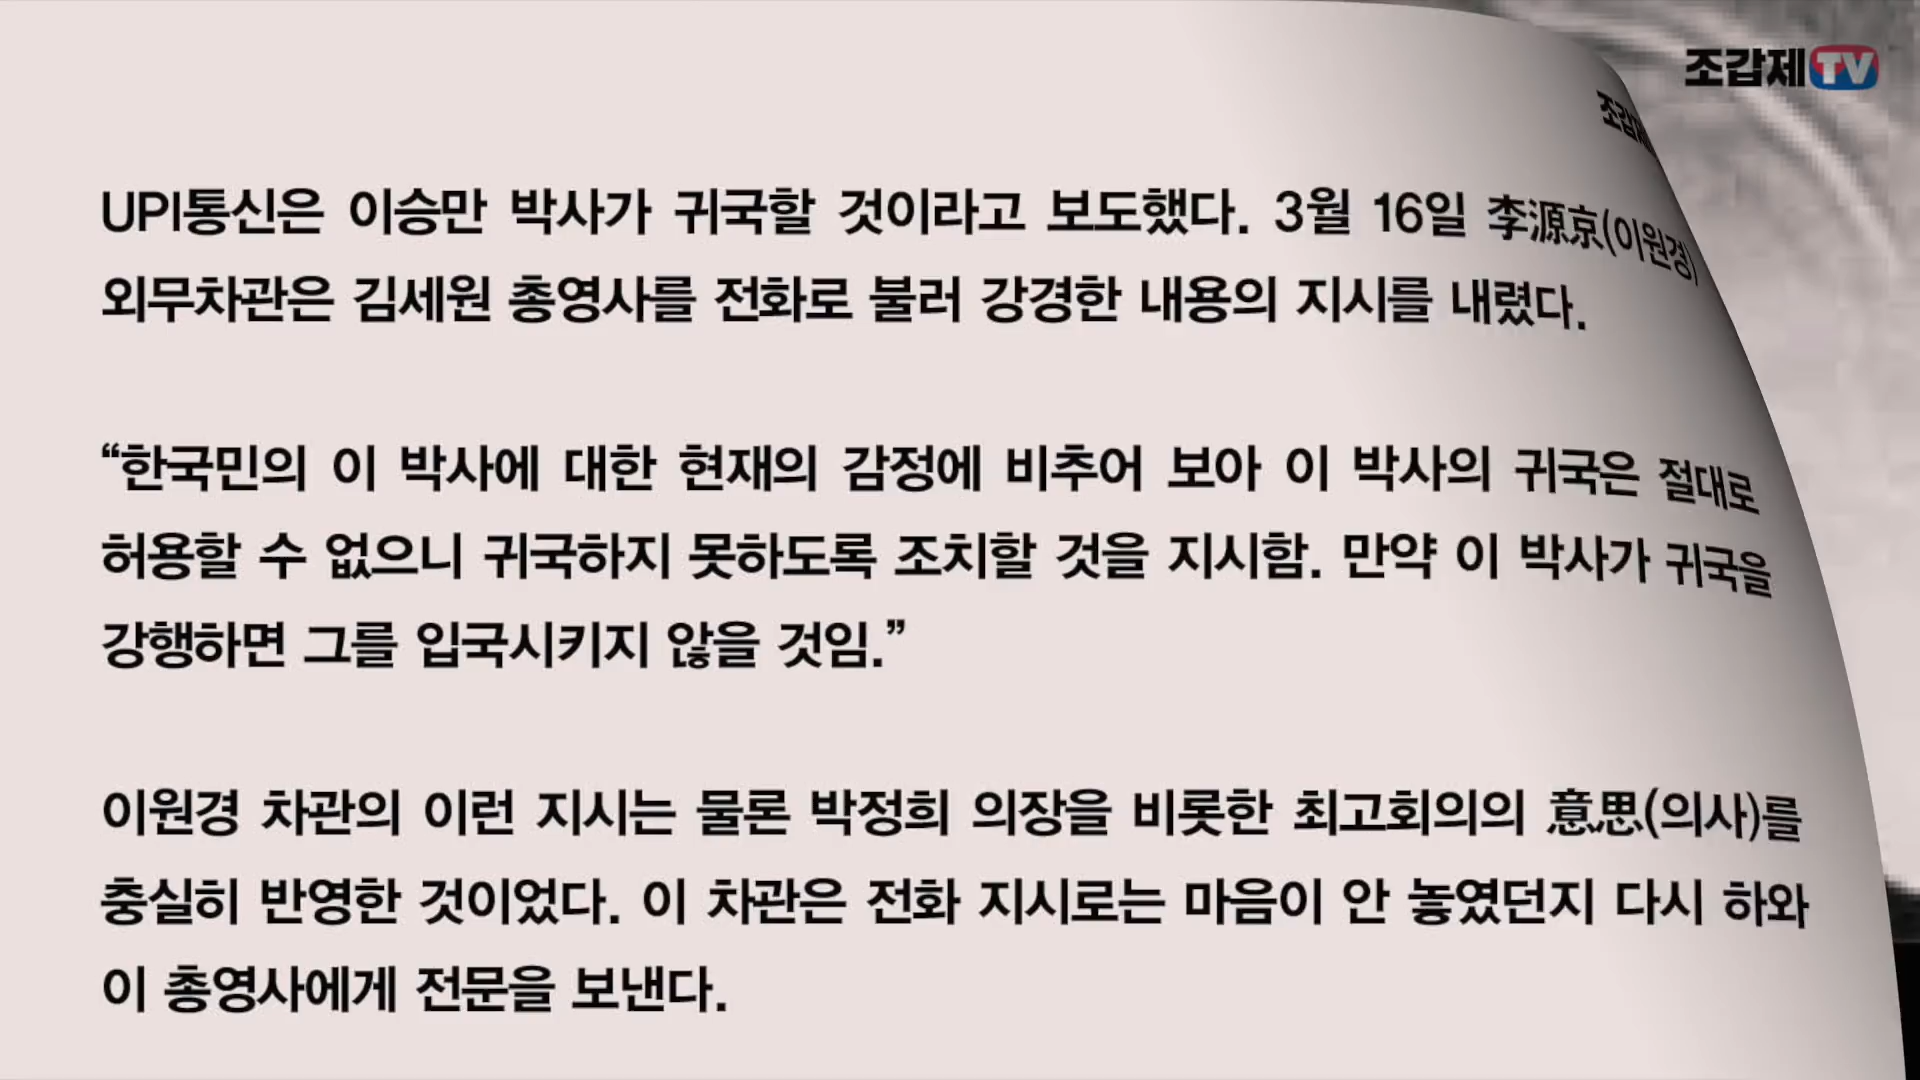 조갑제TV
조갑제
UPI통신은 이승만 박사가 귀국할 것이라고 보도했다. 3월 16일 李源京(이원경)
외무차관은 김세원 총영사를 전화로 불러 강경한 내용의 지시를 내렸다.
“한국민의 이 박사에 대한 현재의 감정에 비추어 보아 이 박사의 귀국은 절대로
허용할 수 없으니 귀국하지 못하도록 조치할 것을 지시함. 만약 이 박사가 귀국을
강행하면 그를 입국시키지 않을 것임.”
이원경 차관의 이런 지시는 물론 박정희 의장을 비롯한 최고회의의 意思(의사)를
충실히 반영한 것이었다. 이 차관은 전화 지시로는 마음이 안 놓였던지 다시 하와
이 총영사에게 전문을 보낸다.